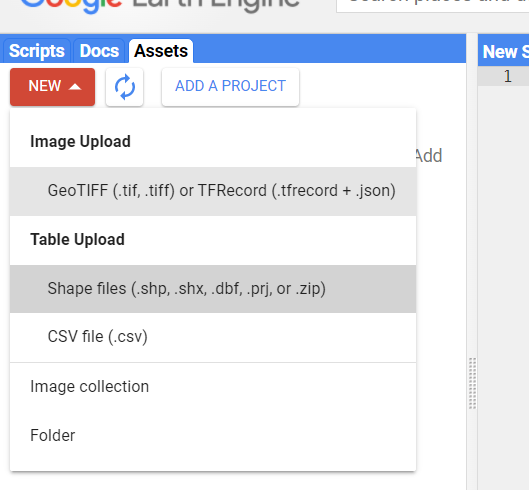 Google Earth Engine
Search places and
Scripts Docs Assets
New S
NEW
ADD A PROJECT
1
Add
Image Upload
GeoTIFF (.tif, .tiff) or TFRecord (.tfrecord + .json)
Table Upload
Shape files (.shp, .shx, .dbf, .prj, or .zip)
CSV file (.csv)
Image collection
Folder